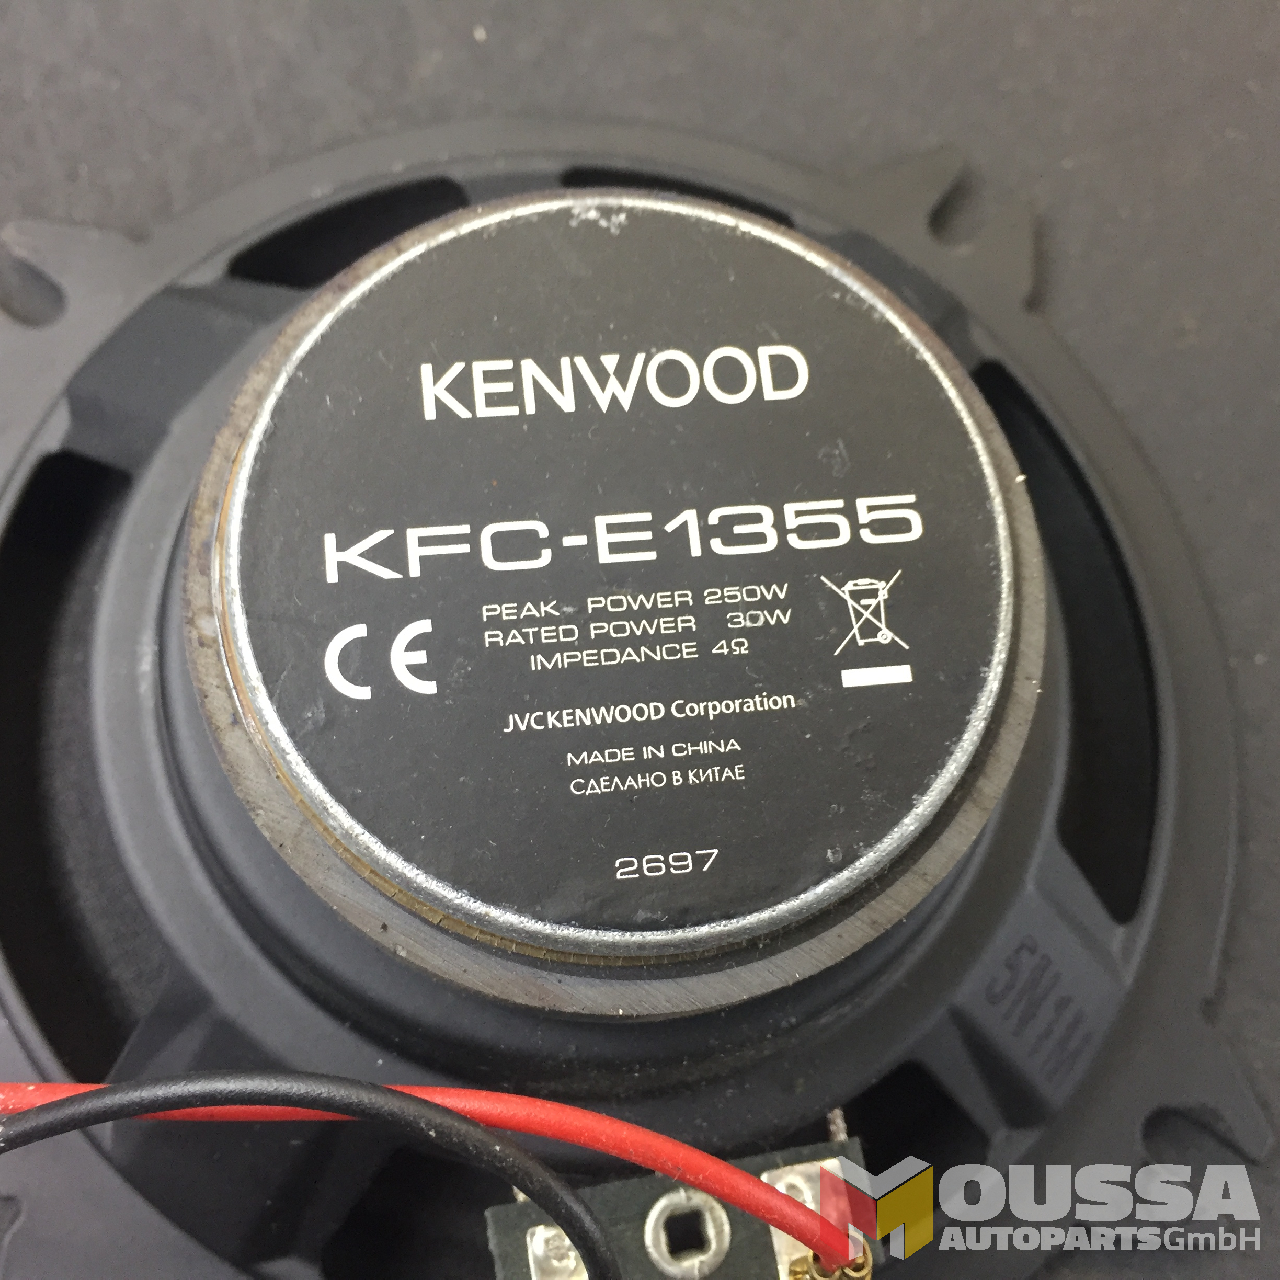 KENWOOD
KFC-E1355
PEAK POWER 250W
RATED POWER 30W
IMPEDANCE 4Ω
CE
JVCKENWOOD Corporation
MADE IN CHINA
СДЕЛАНО В КИТАЕ
2697
MOUSSA
AUTOPARTSGmbH